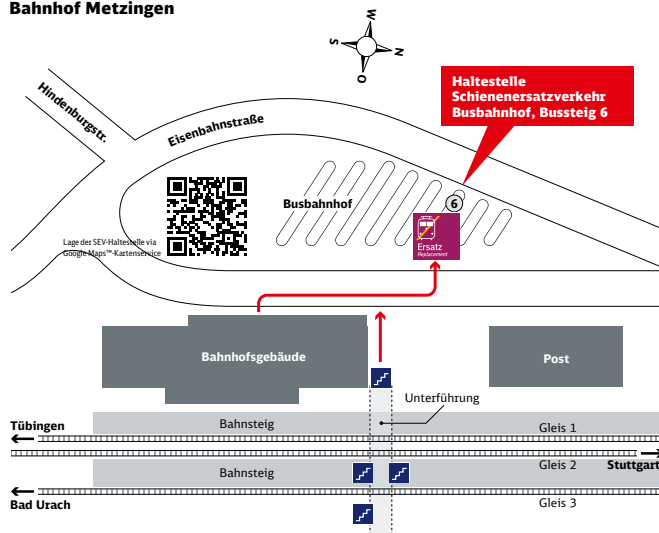 Bahnhof Metzingen
W
S
N
O
Haltestelle
Schienenersatzverkehr
Busbahnhof, Bussteig 6
Hindenburgstr.
Eisenbahnstraße
Busbahnhof
6
Ersatz
Replacement
Lage der SEV-Haltestelle via
Google Maps™-Kartenservice
Bahnhofsgebäude
Post
Unterführung
Tübingen
Bahnsteig
Gleis 1
Bahnsteig
Gleis 2
Stuttgart
Bad Urach
Gleis 3